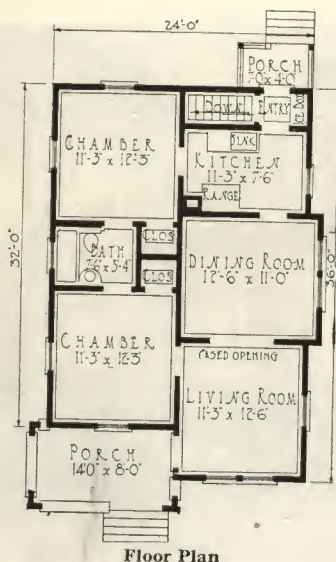 24'-0"
PORCH
7'-0 x 4'-0"
DOWN
ENTRY
ICE BOX
CHAMBER
11'-3" x 12'-3"
SINK
KITCHEN
11'-3" x 7'-6"
RANGE
32'-0"
36'-0"
BATH
7'-6" x 5'-4"
CLOS
CLOS
DINING ROOM
12'-6" x 11'-0"
CHAMBER
11'-3" x 12'-3"
CASED OPENING
LIVING ROOM
11'-3" x 12'-6"
PORCH
14'0" x 8'-0"
Floor Plan